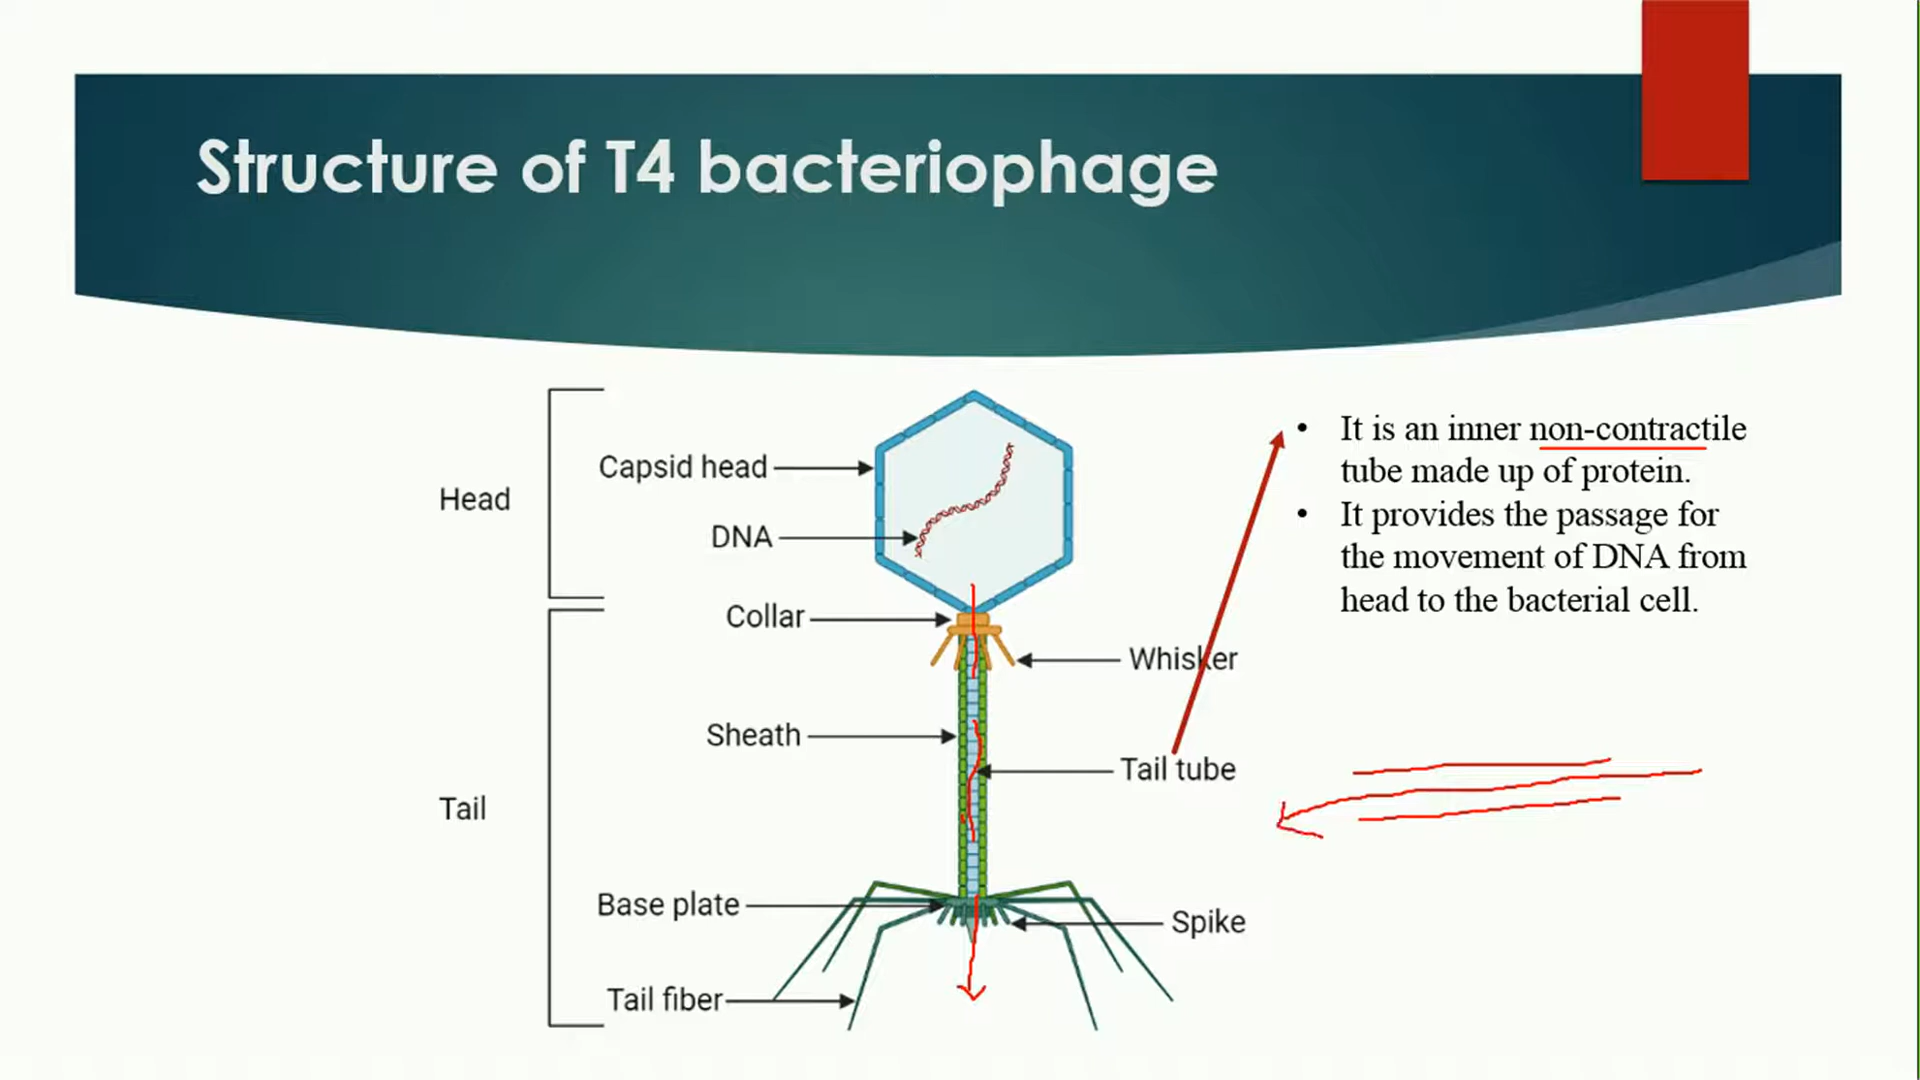 Structure of T4 bacteriophage
Head
Capsid head
DNA
Collar
Whisker
Sheath
Tail tube
Tail
Base plate
Spike
Tail fiber
• It is an inner non-contractile
tube made up of protein.
• It provides the passage for
the movement of DNA from
head to the bacterial cell.